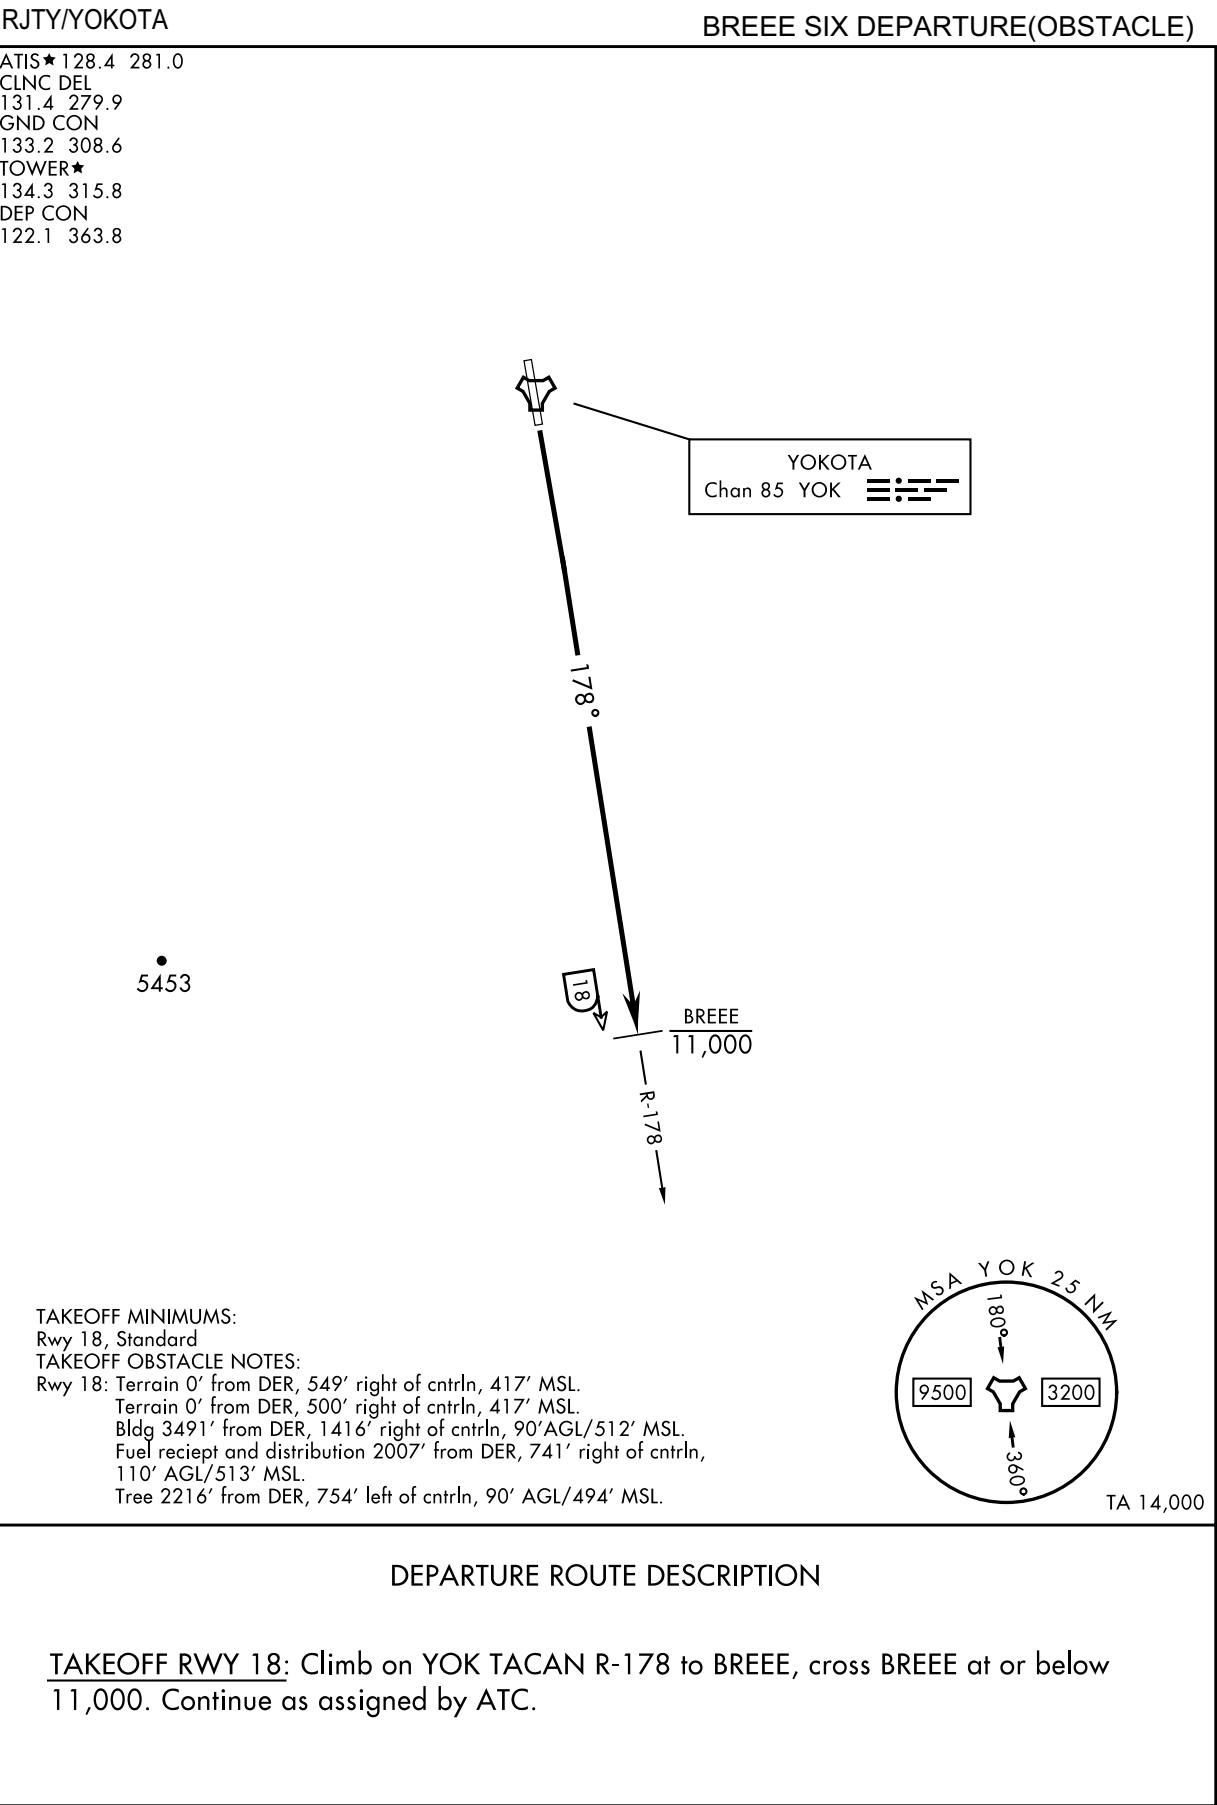 RJTY/YOKOTA
BREEE SIX DEPARTURE(OBSTACLE)
ATIS★128.4 281.0
CLNC DEL
131.4 279.9
GND CON
133.2 308.6
TOWER★
134.3 315.8
DEP CON
122.1 363.8
YOKOTA
Chan 85 YOK
178°
5453
18
BREEE
11,000
R-178
TAKEOFF MINIMUMS:
Rwy 18, Standard
TAKEOFF OBSTACLE NOTES:
Rwy 18: Terrain 0′ from DER, 549′ right of cntrln, 417′ MSL.
Terrain 0′ from DER, 500′ right of cntrln, 417′ MSL.
Bldg 3491′ from DER, 1416′ right of cntrln, 90′AGL/512′ MSL.
Fuel reciept and distribution 2007′ from DER, 741′ right of cntrln,
110′ AGL/513′ MSL.
Tree 2216′ from DER, 754′ left of cntrln, 90′ AGL/494′ MSL.
MSA YOK 25 NM
180°
9500
3200
360°
TA 14,000
DEPARTURE ROUTE DESCRIPTION
TAKEOFF RWY 18: Climb on YOK TACAN R-178 to BREEE, cross BREEE at or below
11,000. Continue as assigned by ATC.